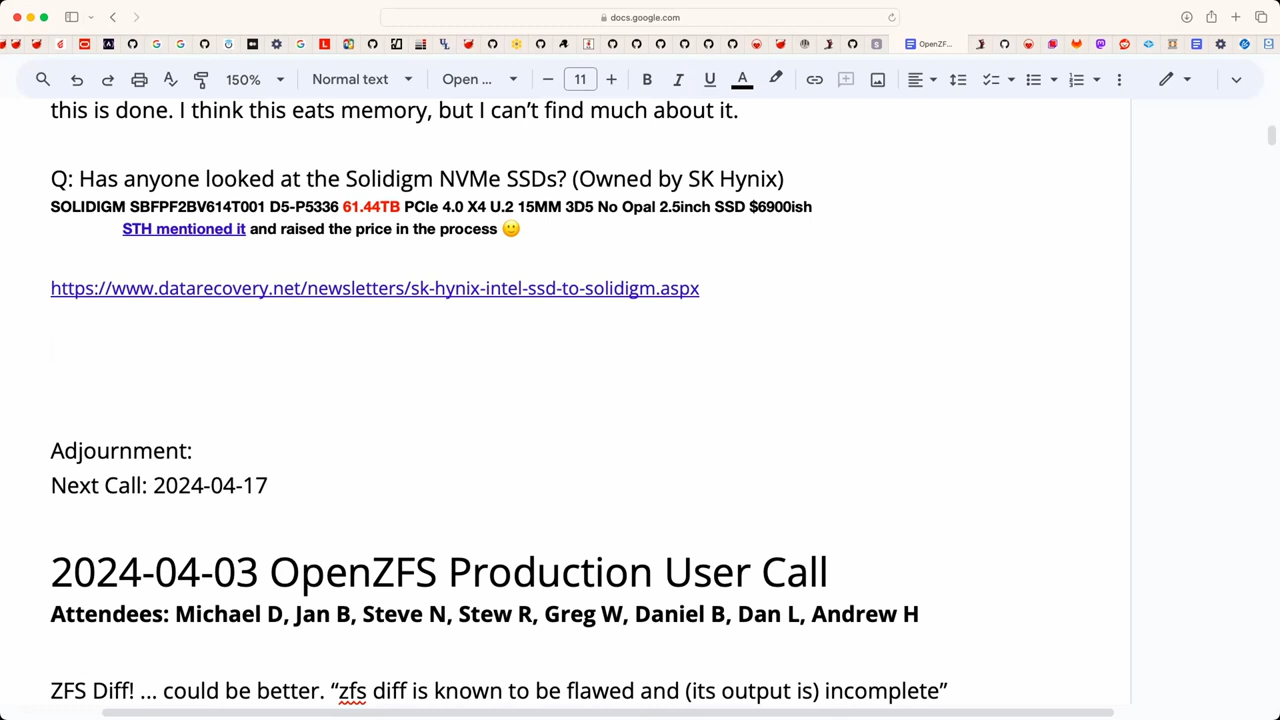 docs.google.com
OpenZF...
150%
Normal text
Open ...
11
this is done. I think this eats memory, but I can’t find much about it.
Q: Has anyone looked at the Solidigm NVMe SSDs? (Owned by SK Hynix)
SOLIDIGM SBFPF2BV614T001 D5-P5336 61.44TB PCIe 4.0 X4 U.2 15MM 3D5 No Opal 2.5inch SSD $6900ish
STH mentioned it and raised the price in the process 🙂
https://www.datarecovery.net/newsletters/sk-hynix-intel-ssd-to-solidigm.aspx
Adjournment:
Next Call: 2024-04-17
2024-04-03 OpenZFS Production User Call
Attendees: Michael D, Jan B, Steve N, Stew R, Greg W, Daniel B, Dan L, Andrew H
ZFS Diff! ... could be better. “zfs diff is known to be flawed and (its output is) incomplete”